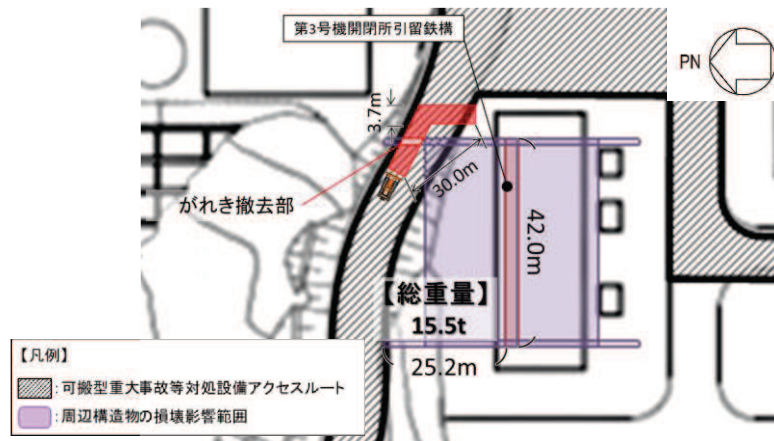 第3号機開閉所引留鉄構
PN
3.7m
30.0m
がれき撤去部
42.0m
【総重量】
15.5t
25.2m
【凡例】
:可搬型重大事故等対処設備アクセスルート
:周辺構造物の損壊影響範囲